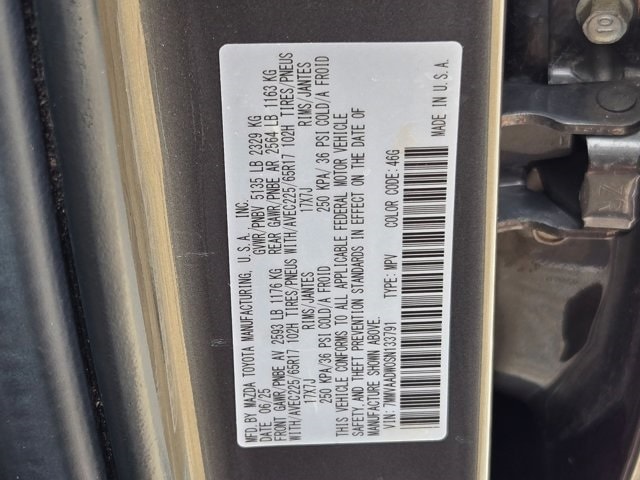 MFD. BY MAZDA TOYOTA MANUFACTURING, U.S.A., INC.
DATE 06/25 GVWR/PNBV 5135 LB 2329 KG
FRONT GAWR/PNBE AV 2593 LB 1176 KG REAR GAWR/PNBE AR 2564 LB 1163 KG
WITH/AVEC225/65R17 102H TIRES/PNEUS WITH/AVEC225/65R17 102H TIRES/PNEUS
17X7J RIMS/JANTES 17X7J RIMS/JANTES
250 KPA/36 PSI COLD/A FROID 250 KPA/ 36 PSI COLD/A FROID
THIS VEHICLE CONFORMS TO ALL APPLICABLE FEDERAL MOTOR VEHICLE
SAFETY, AND THEFT PREVENTION STANDARDS IN EFFECT ON THE DATE OF
MANUFACTURE SHOWN ABOVE.
VIN: 7MMVAADW0SN133791 TYPE: MPV COLOR CODE: 46G
MADE IN U.S.A.
10